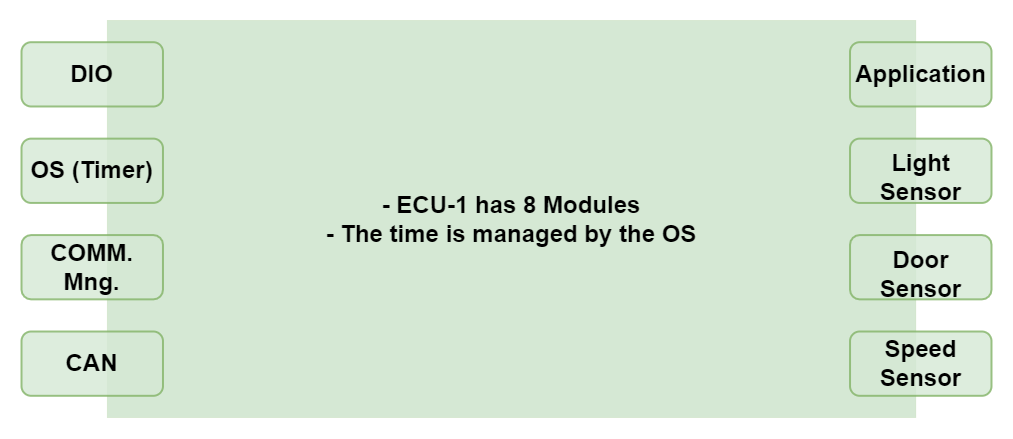 DIO
OS (Timer)
COMM.
Mng.
CAN
- ECU-1 has 8 Modules
- The time is managed by the OS
Application
Light
Sensor
Door
Sensor
Speed
Sensor